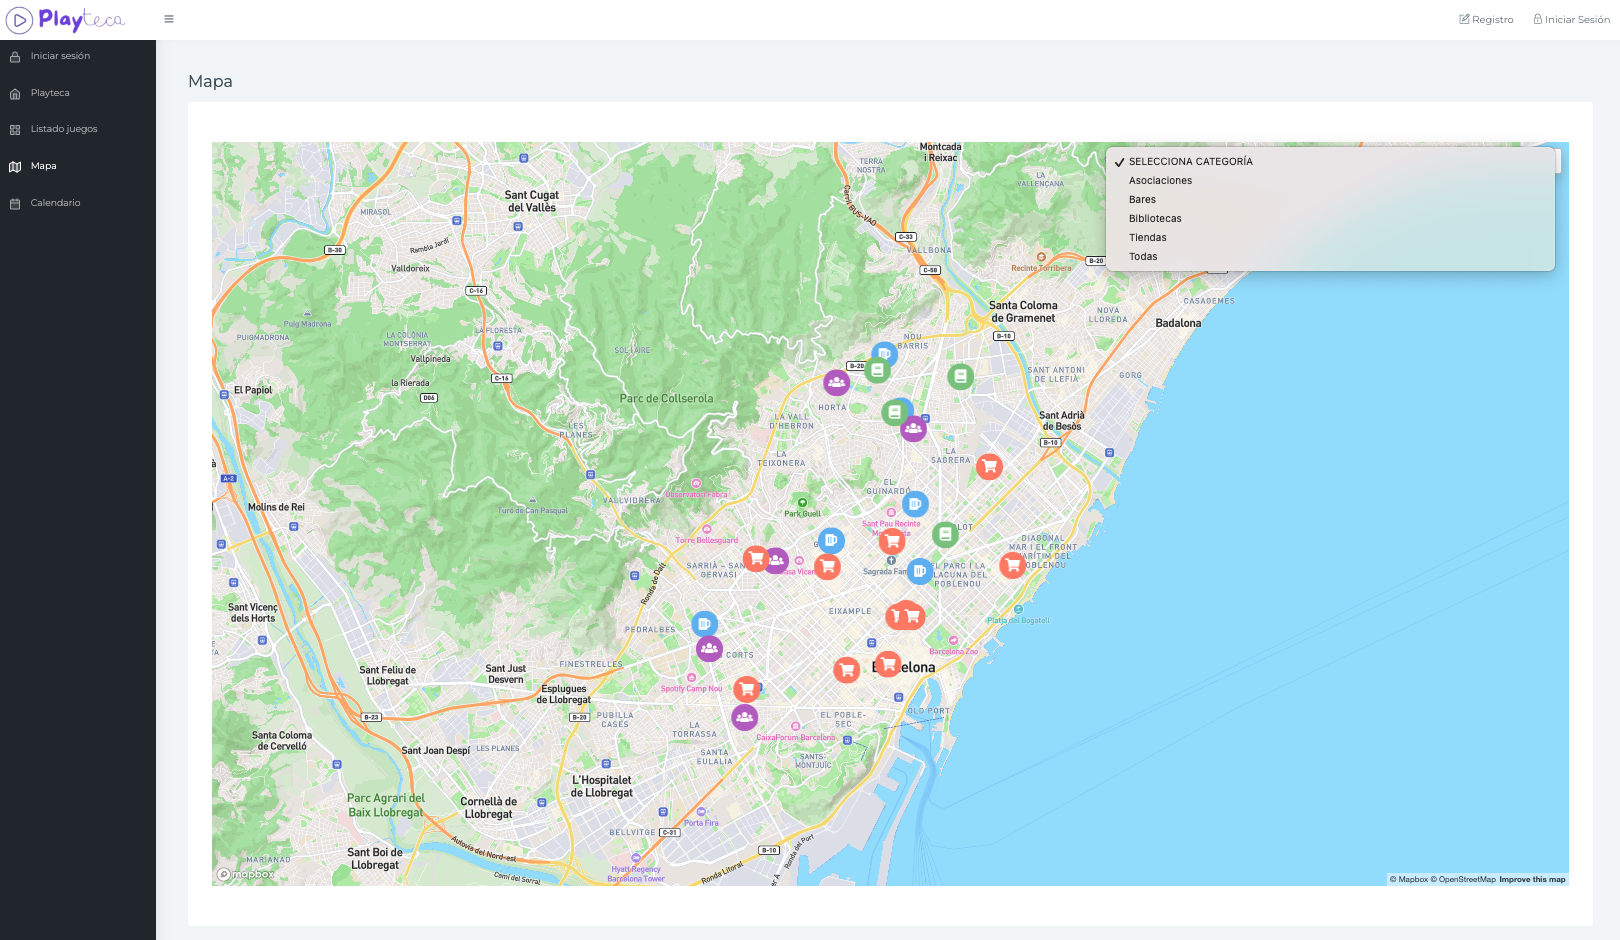 Playteca
Registro
Iniciar Sesión
Iniciar sesión
Playteca
Listado juegos
Mapa
Calendario
Mapa
SELECCIONA CATEGORÍA
Asociaciones
Bares
Bibliotecas
Tiendas
Todas
Montcada
i Reixac
TERRA
NOSTRA
LA
VALLENÇANA
Sant Cugat
del Vallès
MIRASOL
Rambla Jardí
B-30
Valldoreix
C-16
Carril BUS-VAO
C-33
VALLBONA
C-58
Recinte Torribera
B-20
CASAGEMES
Santa Coloma
de Gramenet
NOVA
LLOREDA
Badalona
B-10
Puig Madrona
PUIGMADRONA
LA COLÒNIA
MONTSERRAT
LA FLORESTA
SOL I AIRE
NOU
BARRIS
Vallpineda
la Rierada
C-16
D06
El Papiol
B-20
SANT ANTONI
DE LLEFIÀ
GORG
Parc de Collserola
HORTA
LA VALL
D'HEBRON
LES
PLANES
Sant Adrià
de Besòs
B-10
LA
TEIXONERA
LA
SAGRERA
A-2
Molins de Rei
Turó de Can Pasqual
VALLVIDRERA
Observatori Fabra
EL
GUINARDÓ
Park Güell
Sant Pau Recinte
Torre Bellesguard
DIAGONAL
MAR I EL FRONT
MARÍTIM DEL
POBLENOU
SARRIÀ - SANT
GERVASI
Sagrada Fam
EL PARC I LA
LLACUNA DEL
POBLENOU
Ronda de Dalt
Sant Vicenç
dels Horts
EIXAMPLE
Platja del Bogatell
PEDRALBES
Barcelona Zoo
CORTS
FINESTRELLES
Sant Feliu de
Llobregat
Sant Just
Desvern
Esplugues
de Llobregat
Spotify Camp Nou
B-23
B-20
PUBILLA
CASES
LA
TORRASSA
EL POBLE-
SEC
OLD PORT
CaixaForum Barcelona
Santa Coloma
de Cervelló
Sant Joan Despí
LES PLANES
SANTA
EULALIA
SANTS-
MONTJUÏC
L'Hospitalet
de Llobregat
Parc Agrari del
Baix Llobregat
Cornellà de
Llobregat
Porta Fira
BELLVITGE
C-31
Autovia del Nord-est
B-10
Ronda del Port
MARIANAO
Sant Boi de
Llobregat
Hyatt Regency
Barcelona Tower
Ronda Litoral
Camí del Sorral
mapbox
© Mapbox © OpenStreetMap Improve this map